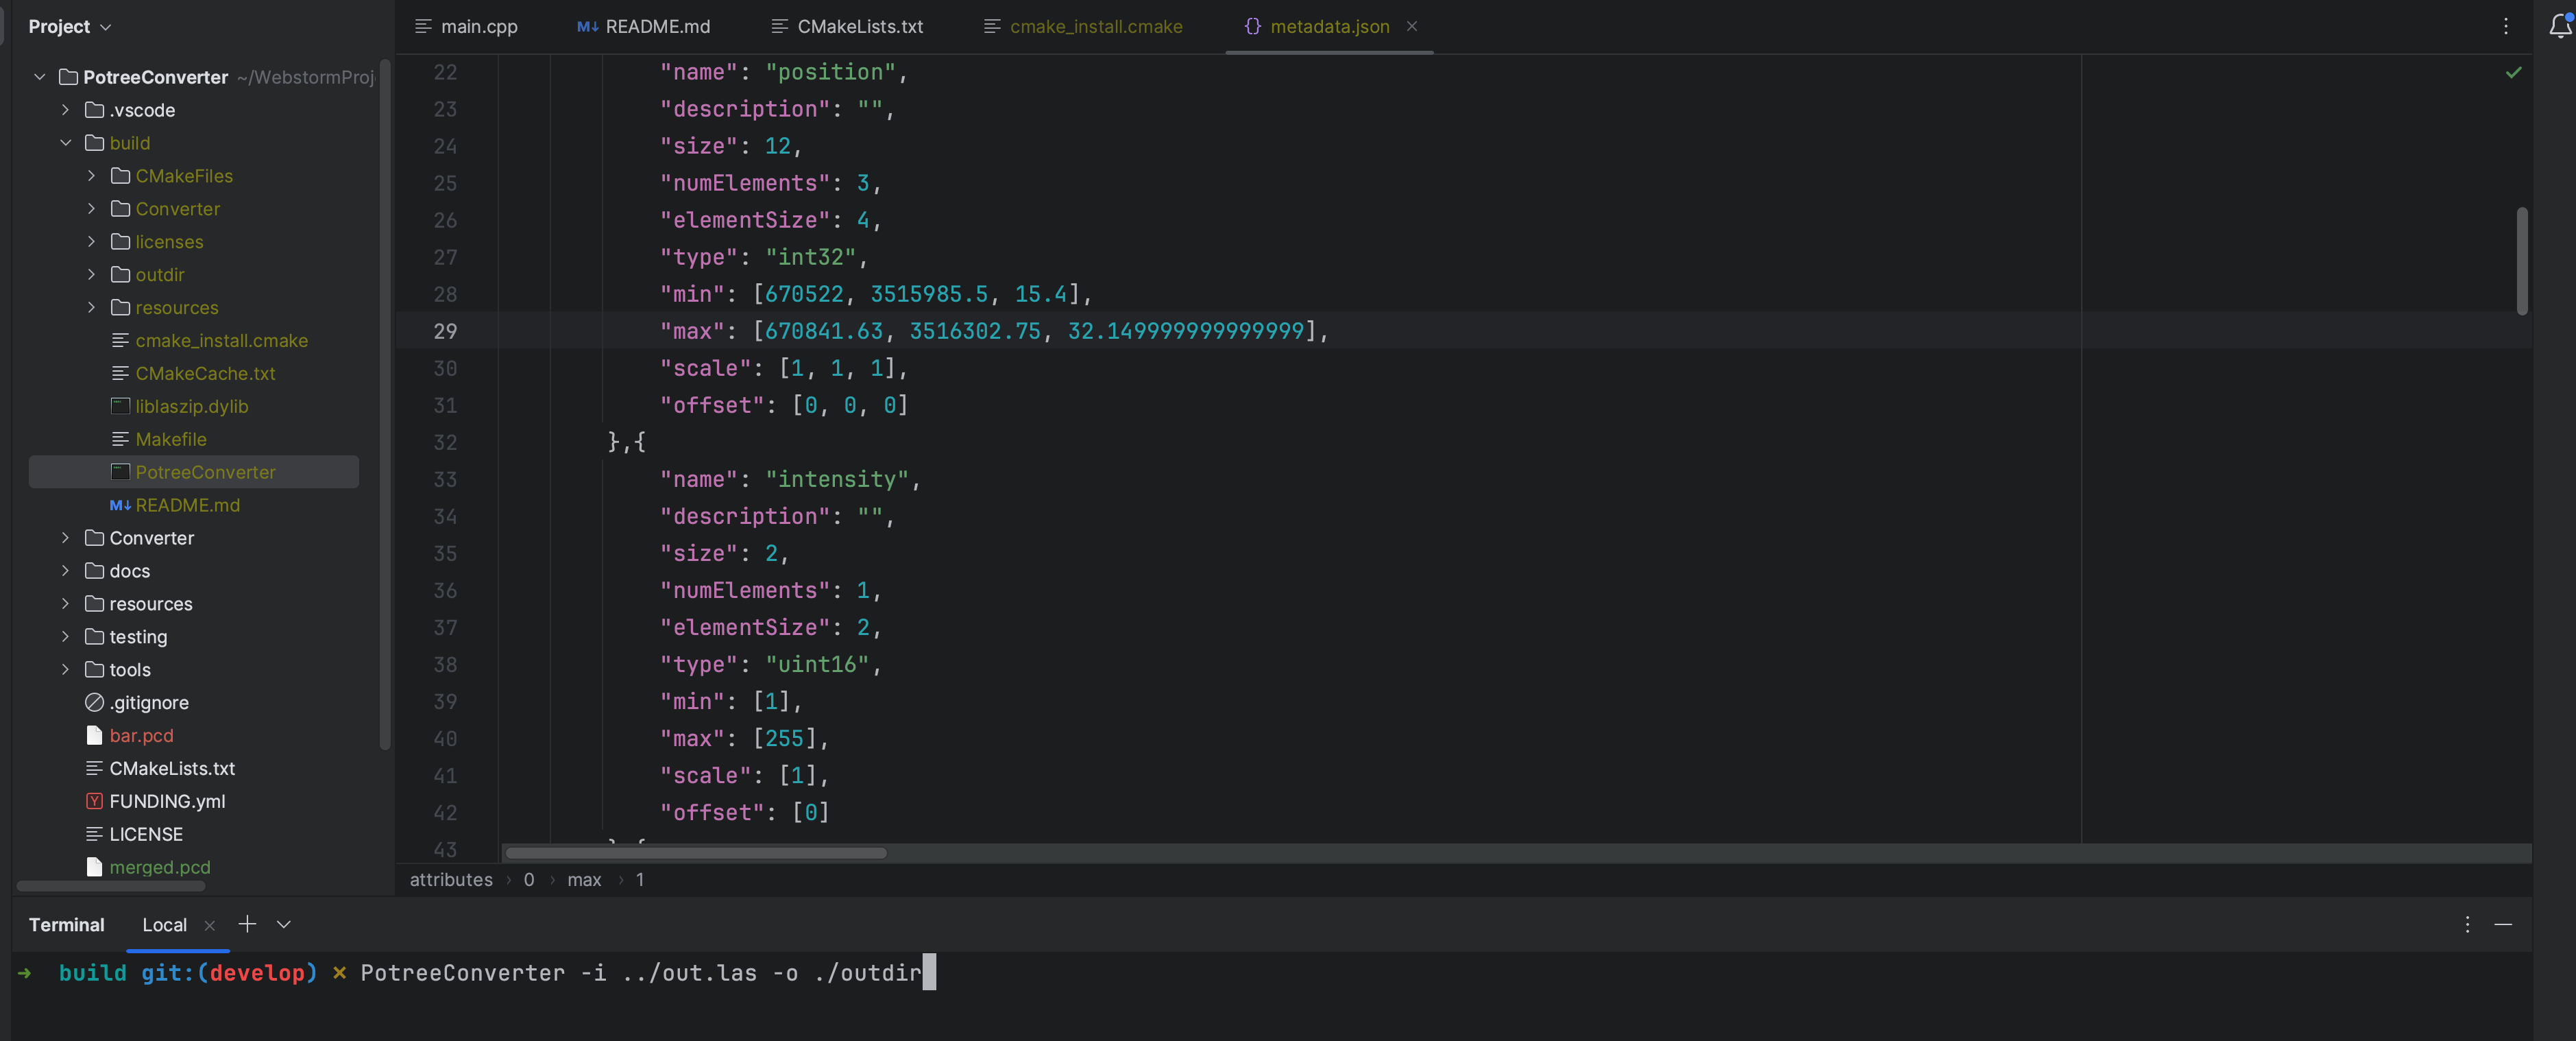 Project
main.cpp
README.md
CMakeLists.txt
cmake_install.cmake
metadata.json
PotreeConverter ~/WebstormProj
.vscode
build
CMakeFiles
Converter
licenses
outdir
resources
cmake_install.cmake
CMakeCache.txt
liblaszip.dylib
Makefile
PotreeConverter
README.md
Converter
docs
resources
testing
tools
.gitignore
bar.pcd
CMakeLists.txt
FUNDING.yml
LICENSE
merged.pcd
22 "name": "position",
23 "description": "",
24 "size": 12,
25 "numElements": 3,
26 "elementSize": 4,
27 "type": "int32",
28 "min": [670522, 3515985.5, 15.4],
29 "max": [670841.63, 3516302.75, 32.149999999999999],
30 "scale": [1, 1, 1],
31 "offset": [0, 0, 0]
32 },{
33 "name": "intensity",
34 "description": "",
35 "size": 2,
36 "numElements": 1,
37 "elementSize": 2,
38 "type": "uint16",
39 "min": [1],
40 "max": [255],
41 "scale": [1],
42 "offset": [0]
43
attributes › 0 › max › 1
Terminal Local
➜ build git:(develop) × PotreeConverter -i ../out.las -o ./outdir